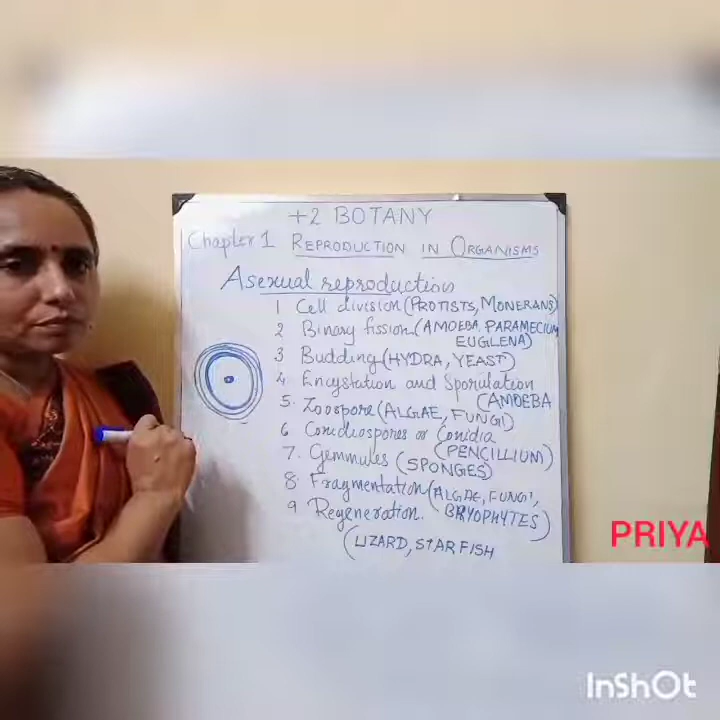 +2 BOTANY
Chapter 1 REPRODUCTION IN ORGANISMS
Asexual reproduction
1 Cell division (PROTISTS, MONERANS)
2 Binary fission (AMOEBA, PARAMECIUM
EUGLENA)
3 Budding (HYDRA, YEAST)
4. Encystation and Sporulation
(AMOEBA
5. Zoospore (ALGAE, FUNGI)
6 Conidiospores or Conidia
(PENCILLIUM)
7. Gemmules (SPONGES)
8. Fragmentation (ALGAE, FUNGI,
BRYOPHYTES)
9 Regeneration.
(LIZARD, STAR FISH
PRIYA
InShOt